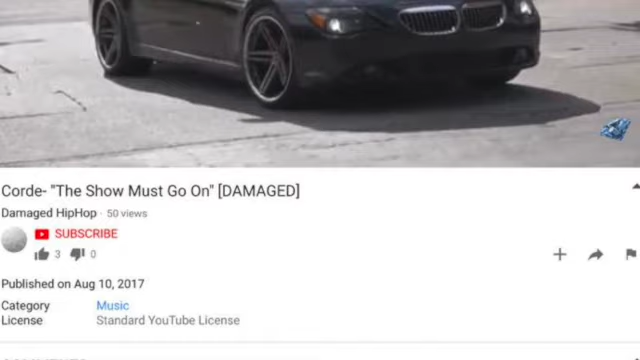 Corde- "The Show Must Go On" [DAMAGED]
Damaged HipHop · 50 views
SUBSCRIBE
3 0
Published on Aug 10, 2017
Category Music
License Standard YouTube License